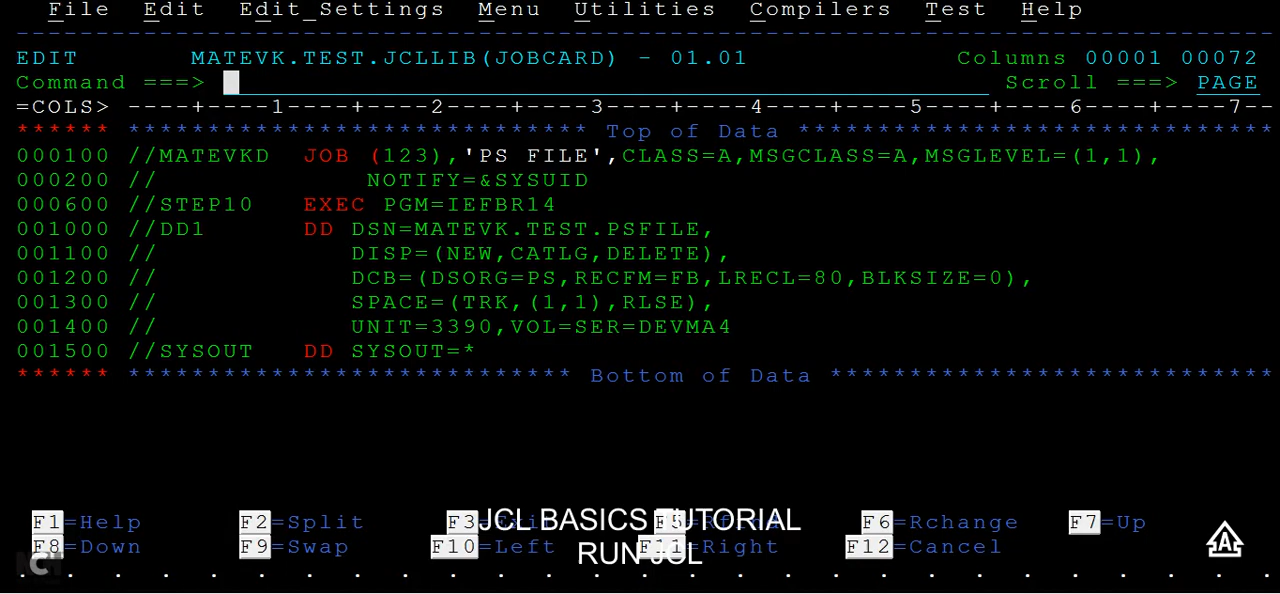 File Edit Edit_Settings Menu Utilities Compilers Test Help
EDIT MATEVK.TEST.JCLLIB(JOBCARD) - 01.01 Columns 00001 00072
Command ===> Scroll ===> PAGE
=COLS> ----+----1----+----2----+----3----+----4----+----5----+----6----+----7--
****** ***************************** Top of Data ******************************
000100 //MATEVKD JOB (123),'PS FILE',CLASS=A,MSGCLASS=A,MSGLEVEL=(1,1),
000200 // NOTIFY=&SYSUID
000600 //STEP10 EXEC PGM=IEFBR14
001000 //DD1 DD DSN=MATEVK.TEST.PSFILE,
001100 // DISP=(NEW,CATLG,DELETE),
001200 // DCB=(DSORG=PS,RECFM=FB,LRECL=80,BLKSIZE=0),
001300 // SPACE=(TRK,(1,1),RLSE),
001400 // UNIT=3390,VOL=SER=DEVMA4
001500 //SYSOUT DD SYSOUT=*
****** **************************** Bottom of Data ****************************
F1=Help F2=Split F3= F5= F6=Rchange F7=Up
F8=Down F9=Swap F10=Left F11=Right F12=Cancel
JCL BASICS TUTORIAL
RUN JCL